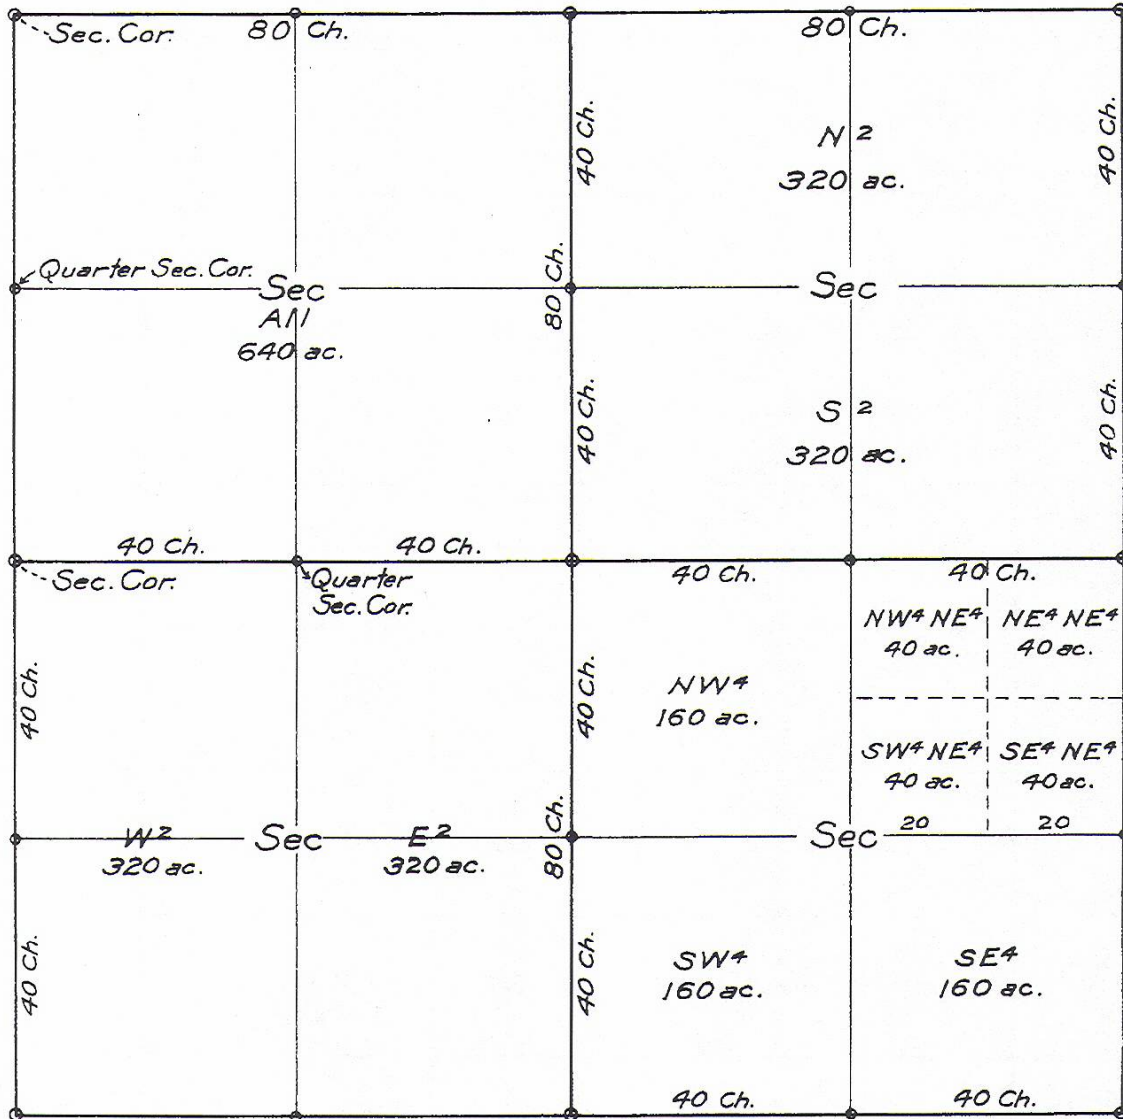 Sec. Cor.
80 Ch.
80 Ch.
40 Ch.
N 2
320 ac.
40 Ch.
Quarter Sec. Cor.
Sec
All
640 ac.
80 Ch.
Sec
40 Ch.
S 2
320 ac.
40 Ch.
40 Ch.
40 Ch.
Sec. Cor.
Quarter
Sec. Cor.
40 Ch.
40 Ch.
NW4 NE4
40 ac.
NE4 NE4
40 ac.
40 Ch.
40 Ch.
NW4
160 ac.
SW4 NE4
40 ac.
SE4 NE4
40 ac.
20
20
W2
320 ac.
Sec
E2
320 ac.
80 Ch.
Sec
40 Ch.
40 Ch.
SW4
160 ac.
SE4
160 ac.
40 Ch.
40 Ch.